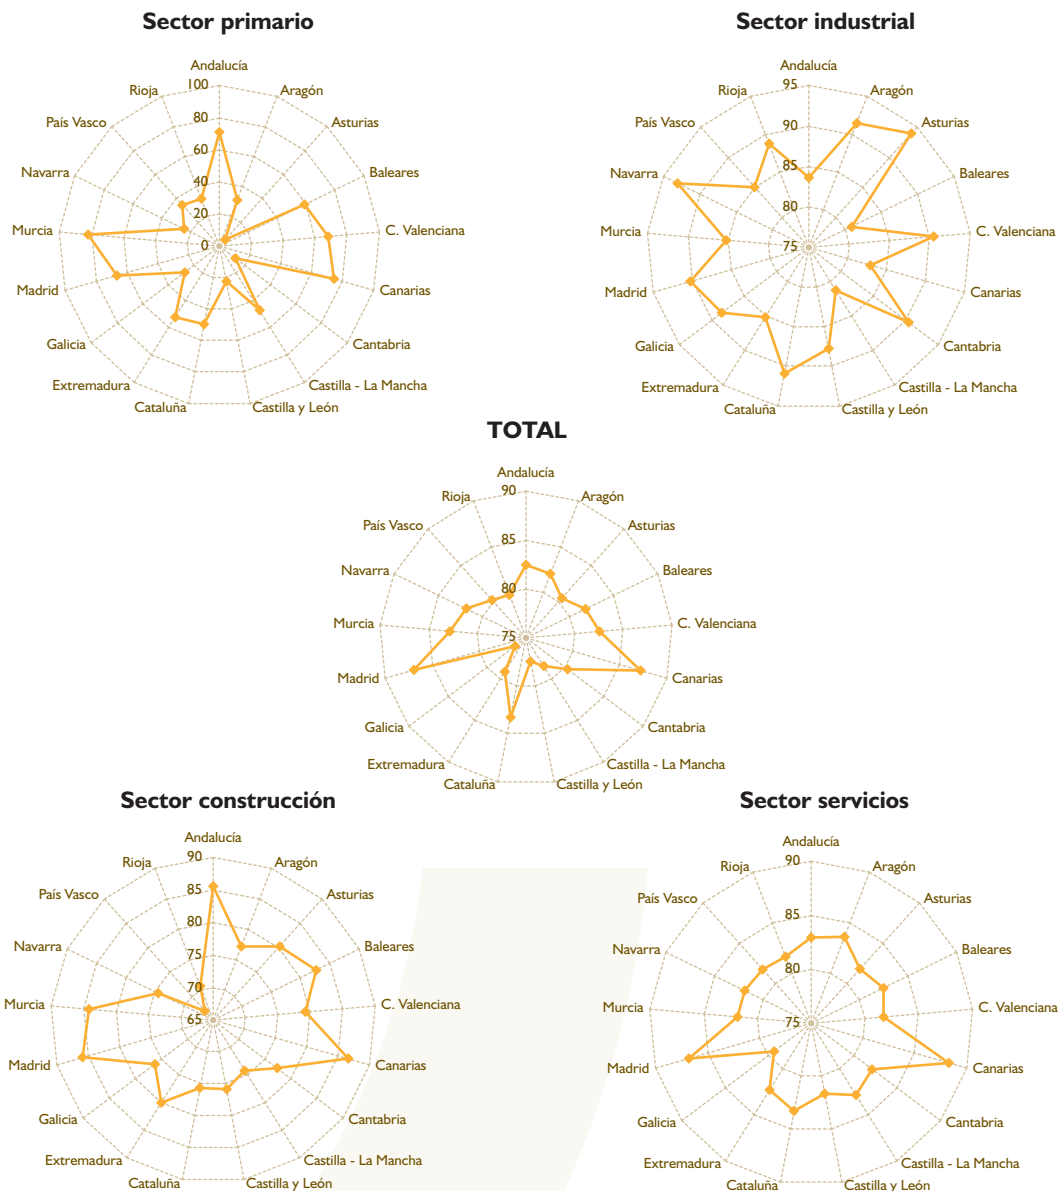 Sector primario
Andalucía
Aragón
Asturias
Baleares
C. Valenciana
Canarias
Cantabria
Castilla - La Mancha
Castilla y León
Cataluña
Extremadura
Galicia
Madrid
Murcia
Navarra
País Vasco
Rioja
100
80
60
40
20
0
Sector industrial
Andalucía
Aragón
Asturias
Baleares
C. Valenciana
Canarias
Cantabria
Castilla - La Mancha
Castilla y León
Cataluña
Extremadura
Galicia
Madrid
Murcia
Navarra
País Vasco
Rioja
95
90
85
80
75
TOTAL
Andalucía
Aragón
Asturias
Baleares
C. Valenciana
Canarias
Cantabria
Castilla - La Mancha
Castilla y León
Cataluña
Extremadura
Galicia
Madrid
Murcia
Navarra
País Vasco
Rioja
90
85
80
75
Sector construcción
Andalucía
Aragón
Asturias
Baleares
C. Valenciana
Canarias
Cantabria
Castilla - La Mancha
Castilla y León
Cataluña
Extremadura
Galicia
Madrid
Murcia
Navarra
País Vasco
Rioja
90
85
80
75
70
65
Sector servicios
Andalucía
Aragón
Asturias
Baleares
C. Valenciana
Canarias
Cantabria
Castilla - La Mancha
Castilla y León
Cataluña
Extremadura
Galicia
Madrid
Murcia
Navarra
País Vasco
Rioja
90
85
80
75